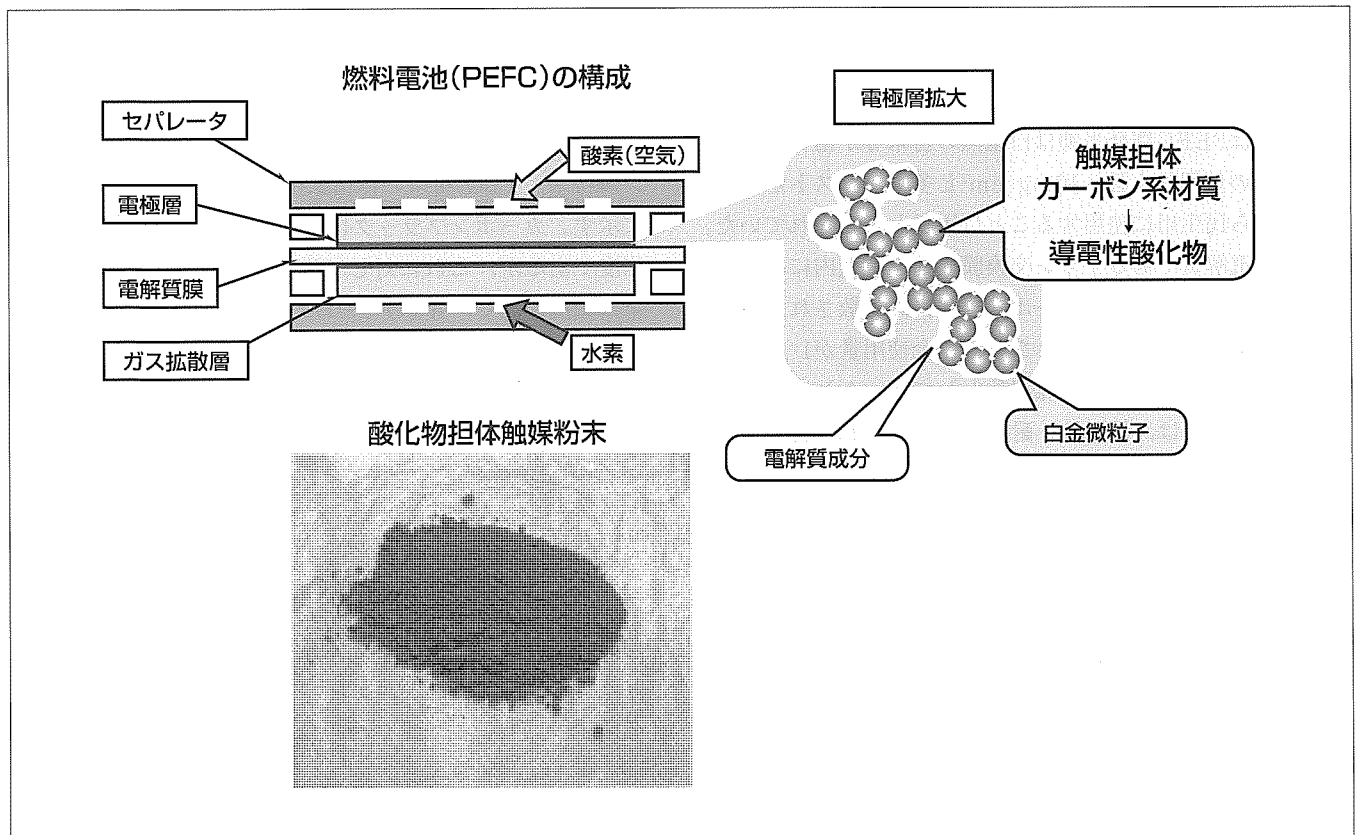 燃料電池(PEFC)の構成
セパレータ
電極層
電解質膜
ガス拡散層
酸素(空気)
水素
電極層拡大
触媒担体
カーボン系材質
↓
導電性酸化物
電解質成分
白金微粒子
酸化物担体触媒粉末